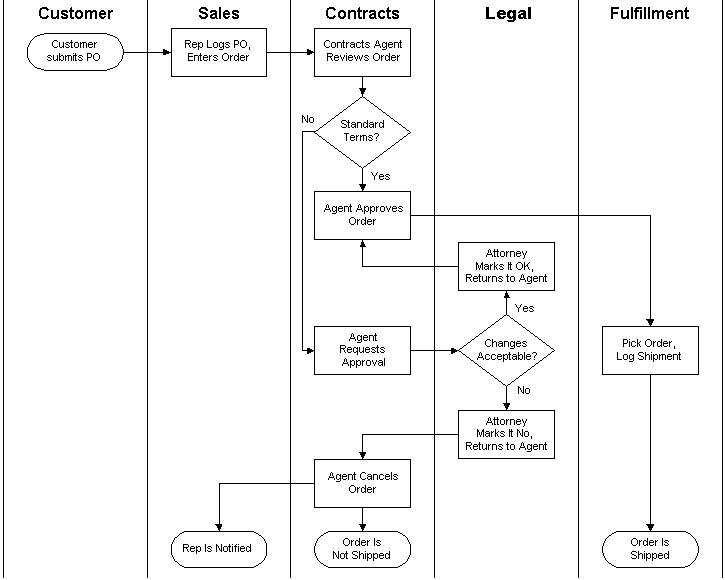 Customer
Sales
Contracts
Legal
Fulfillment
Customer
submits PO
Rep Logs PO,
Enters Order
Contracts Agent
Reviews Order
No
Standard
Terms?
Yes
Agent Approves
Order
Attorney
Marks It OK,
Returns to Agent
Yes
Agent
Requests
Approval
Changes
Acceptable?
Pick Order,
Log Shipment
No
Attorney
Marks It No,
Returns to Agent
Agent Cancels
Order
Rep Is Notified
Order Is
Not Shipped
Order Is
Shipped